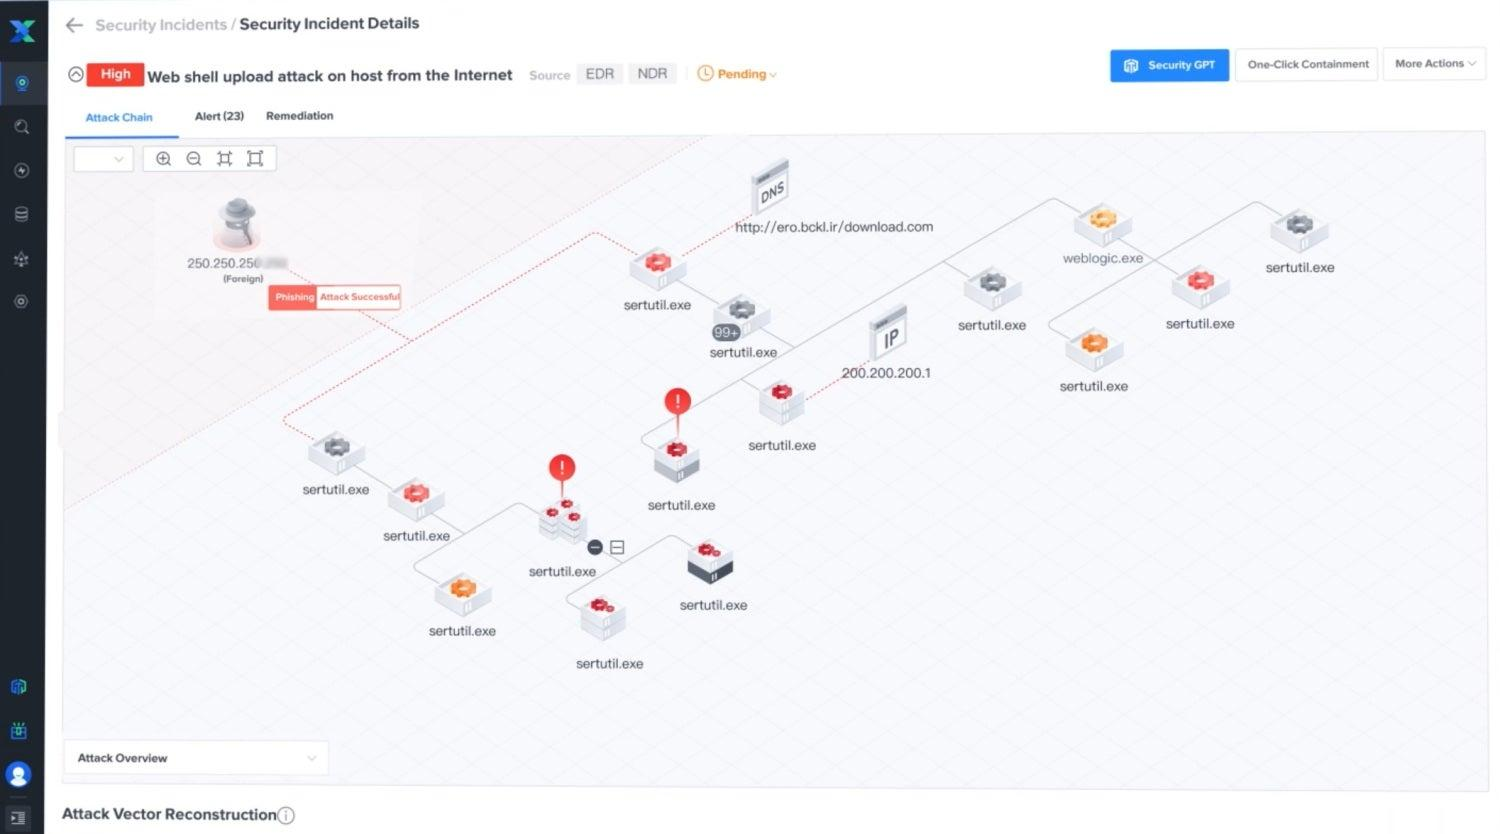 Security Incidents / Security Incident Details
High Web shell upload attack on host from the Internet Source EDR NDR Pending
Security GPT One-Click Containment More Actions
Attack Chain Alert (23) Remediation
DNS
http://ero.bckl.ir/download.com
250.250.250
(Foreign)
Phishing Attack Successful
sertutil.exe
99+
sertutil.exe
weblogic.exe
sertutil.exe
sertutil.exe
sertutil.exe
sertutil.exe
IP
200.200.200.1
!
sertutil.exe
sertutil.exe
sertutil.exe
sertutil.exe
!
sertutil.exe
sertutil.exe
sertutil.exe
sertutil.exe
Attack Overview
Attack Vector Reconstruction